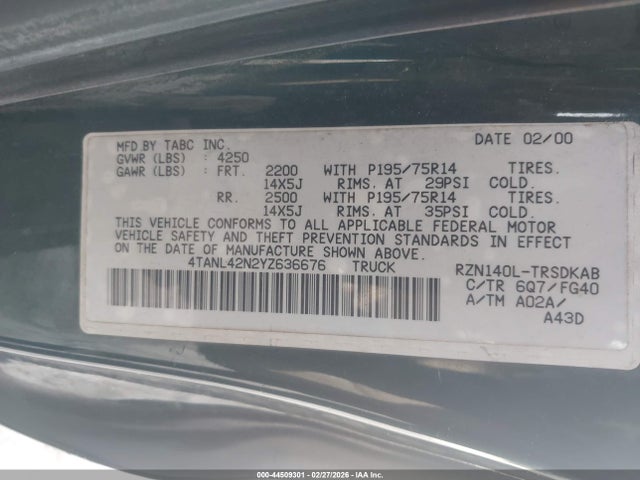 MFD.BY TABC INC. DATE 02/00
GVWR (LBS) : 4250
GAWR (LBS) : FRT. 2200 WITH P195/75R14 TIRES.
14X5J RIMS. AT 29PSI COLD.
RR. 2500 WITH P195/75R14 TIRES.
14X5J RIMS. AT 35PSI COLD.
THIS VEHICLE CONFORMS TO ALL APPLICABLE FEDERAL MOTOR
VEHICLE SAFETY AND THEFT PREVENTION STANDARDS IN EFFECT
ON THE DATE OF MANUFACTURE SHOWN ABOVE.
4TANL42N2YZ636676 TRUCK RZN140L-TRSDKAB
C/TR 6Q7/FG40
A/TM A02A/
A43D
000-44509301 - 02/27/2026 - IAAI.COM